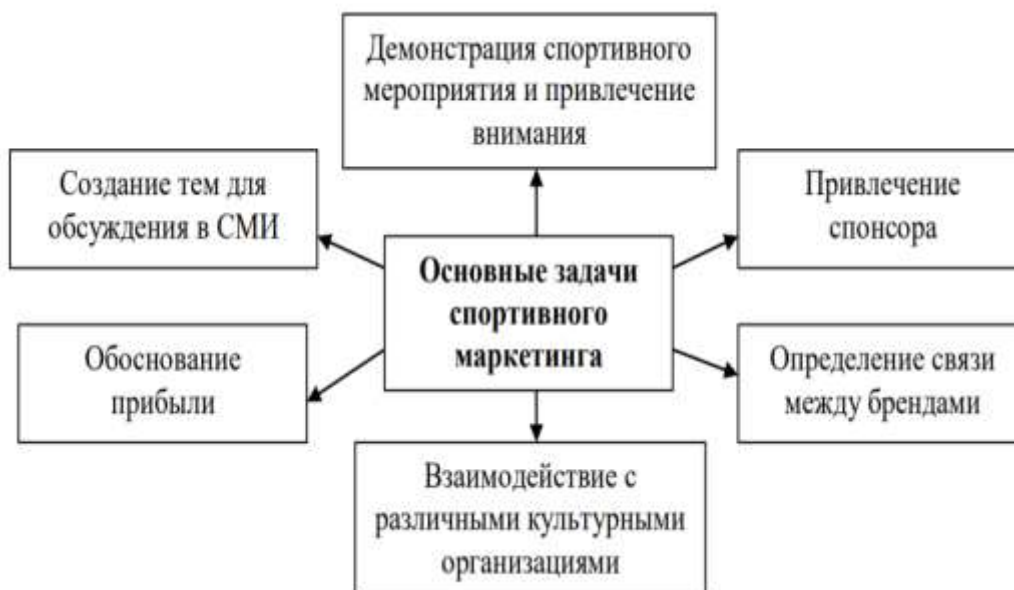 Демонстрация спортивного
мероприятия и привлечение
внимания
Создание тем для
обсуждения в СМИ
Привлечение
спонсора
Основные задачи
спортивного
маркетинга
Обоснование
прибыли
Определение связи
между брендами
Взаимодействие с
различными культурными
организациями